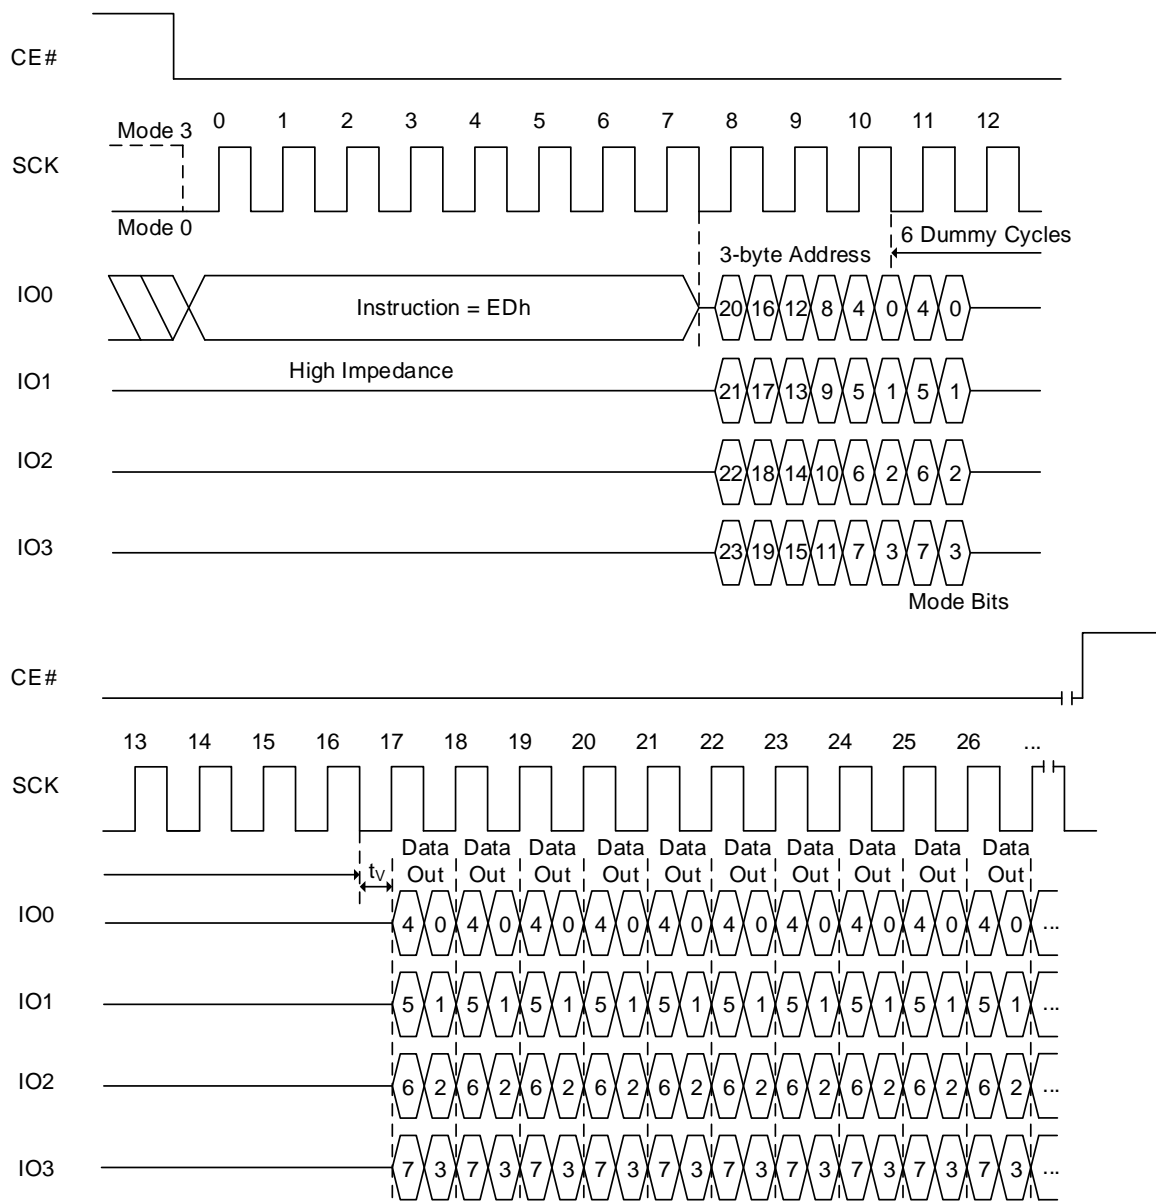 CE#
0 1 2 3 4 5 6 7 8 9 10 11 12
Mode 3
SCK
Mode 0
6 Dummy Cycles
3-byte Address
IO0
Instruction = EDh
20 16 12 8 4 0 4 0
High Impedance
IO1
21 17 13 9 5 1 5 1
IO2
22 18 14 10 6 2 6 2
IO3
23 19 15 11 7 3 7 3
Mode Bits
CE#
13 14 15 16 17 18 19 20 21 22 23 24 25 26 ...
SCK
Data Data Data Data Data Data Data Data Data Data
tV Out Out Out Out Out Out Out Out Out Out
IO0
4 0 4 0 4 0 4 0 4 0 4 0 4 0 4 0 4 0 4 0 ...
IO1
5 1 5 1 5 1 5 1 5 1 5 1 5 1 5 1 5 1 5 1 ...
IO2
6 2 6 2 6 2 6 2 6 2 6 2 6 2 6 2 6 2 6 2 ...
IO3
7 3 7 3 7 3 7 3 7 3 7 3 7 3 7 3 7 3 7 3 ...